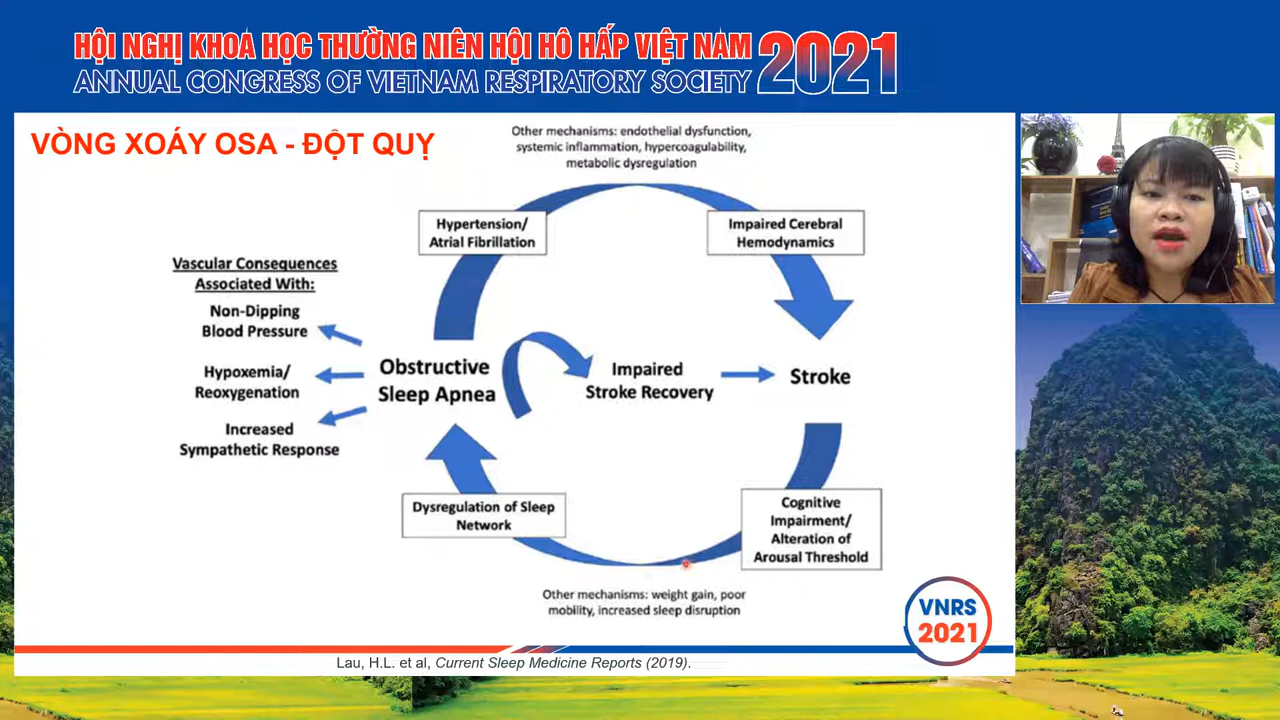 HỘI NGHỊ KHOA HỌC THƯỜNG NIÊN HỘI HÔ HẤP VIỆT NAM
ANNUAL CONGRESS OF VIETNAM RESPIRATORY SOCIETY
2021
VÒNG XOÁY OSA - ĐỘT QUỴ
Other mechanisms: endothelial dysfunction,
systemic inflammation, hypercoagulability,
metabolic dysregulation
Hypertension/
Atrial Fibrillation
Impaired Cerebral
Hemodynamics
Vascular Consequences
Associated With:
Non-Dipping
Blood Pressure
Hypoxemia/
Reoxygenation
Increased
Sympathetic Response
Obstructive
Sleep Apnea
Impaired
Stroke Recovery
Stroke
Dysregulation of Sleep
Network
Cognitive
Impairment/
Alteration of
Arousal Threshold
Other mechanisms: weight gain, poor
mobility, increased sleep disruption
VNRS
2021
Lau, H.L. et al, Current Sleep Medicine Reports (2019).